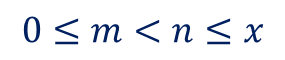 0 ≤ m < n ≤ x